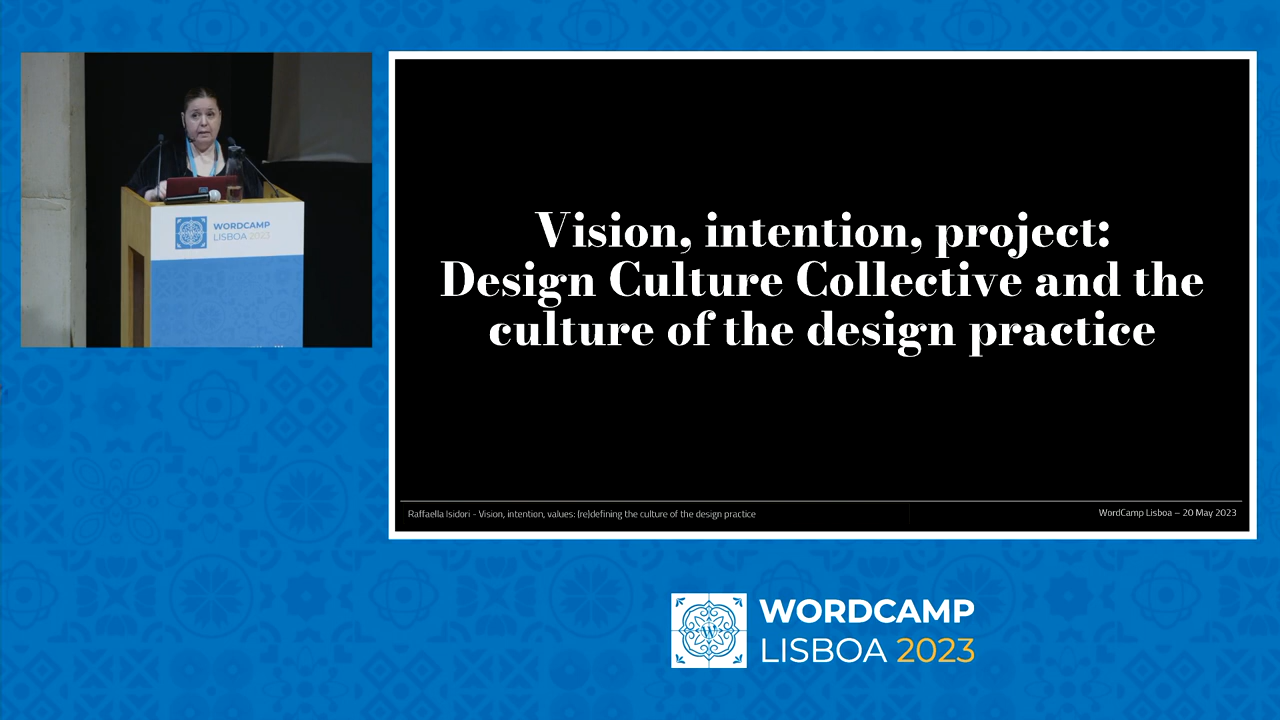 WORDCAMP
LISBOA 2023
Vision, intention, project:
Design Culture Collective and the
culture of the design practice
Raffaella Isidori - Vision, intention, values: (re)defining the culture of the design practice
WordCamp Lisboa – 20 May 2023
WORDCAMP
LISBOA 2023